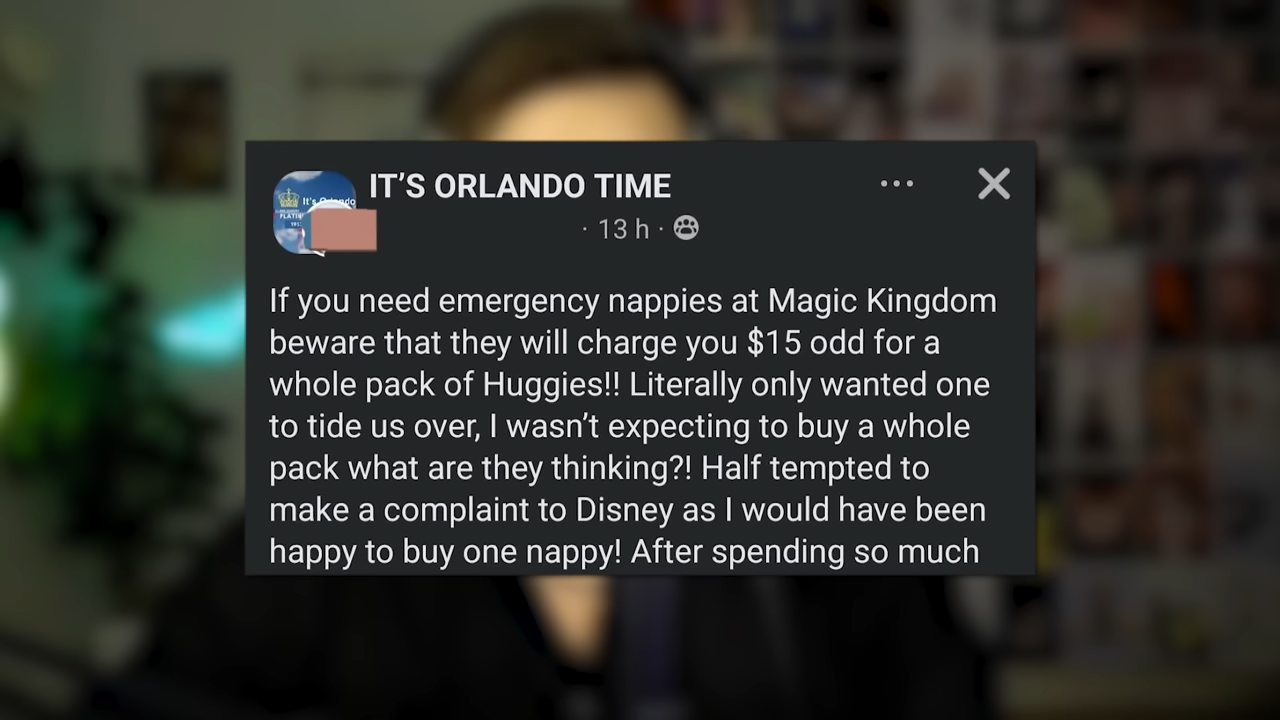 IT'S ORLANDO TIME
· 13 h ·
If you need emergency nappies at Magic Kingdom
beware that they will charge you $15 odd for a
whole pack of Huggies!! Literally only wanted one
to tide us over, I wasn't expecting to buy a whole
pack what are they thinking?! Half tempted to
make a complaint to Disney as I would have been
happy to buy one nappy! After spending so much